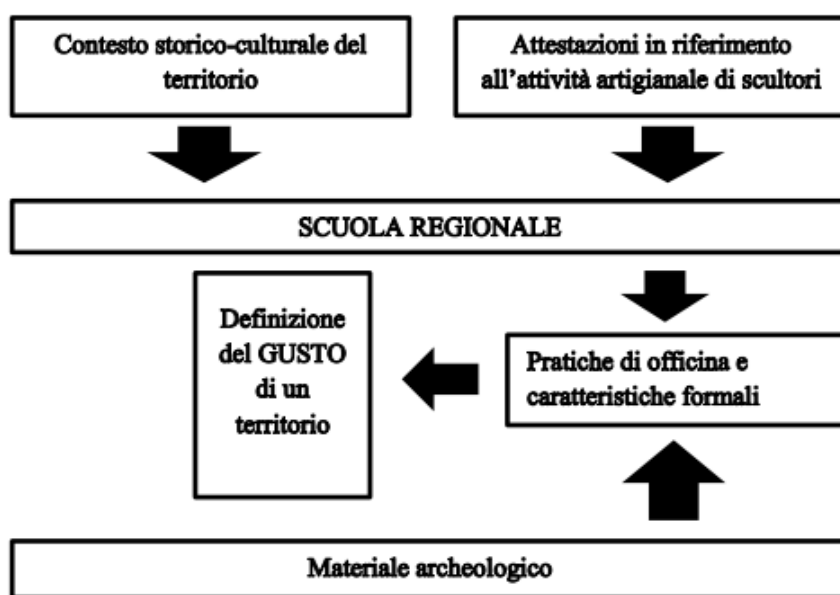 Contesto storico-culturale del
territorio
Attestazioni in riferimento
all'attività artigianale di scultori
SCUOLA REGIONALE
Definizione
del GUSTO
di un
territorio
Pratiche di officina e
caratteristiche formali
Materiale archeologico